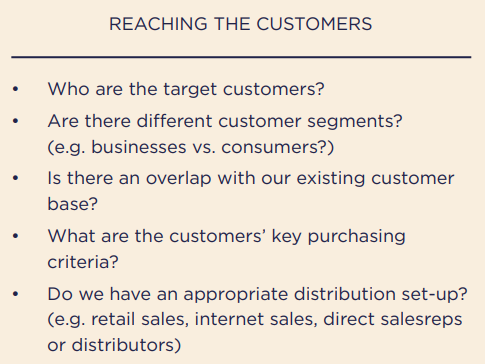 REACHING THE CUSTOMERS
• Who are the target customers?
• Are there different customer segments?
(e.g. businesses vs. consumers?)
• Is there an overlap with our existing customer
base?
• What are the customers’ key purchasing
criteria?
• Do we have an appropriate distribution set-up?
(e.g. retail sales, internet sales, direct salesreps
or distributors)